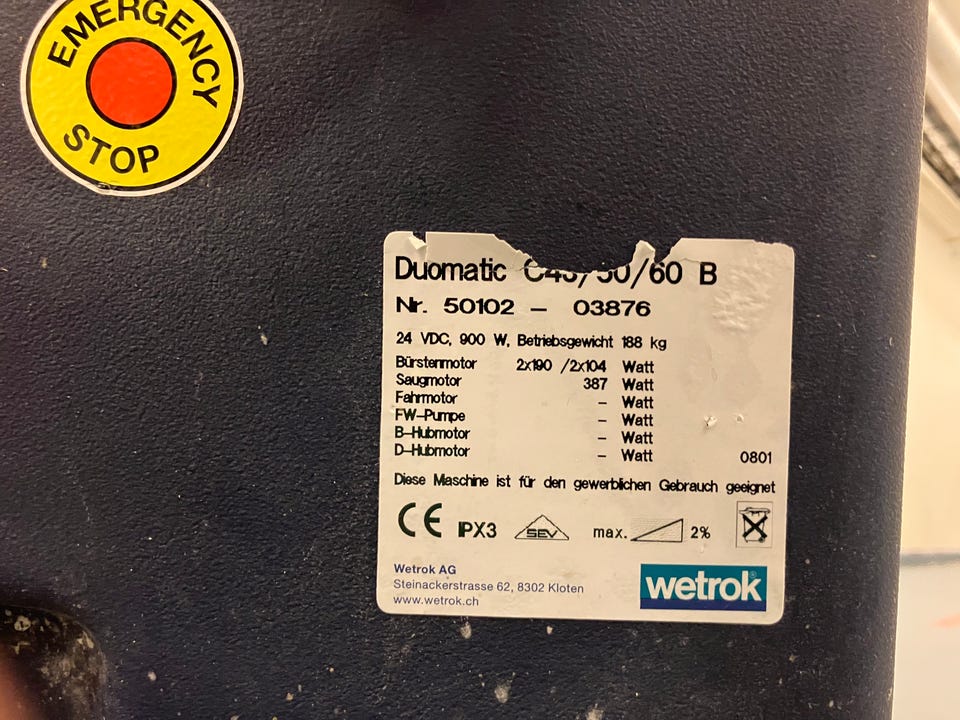 EMERGENCY
STOP
Duomatic C43/50/60 B
Nr. 50102 - 03876
24 VDC, 900 W, Betriebsgewicht 188 kg
Bürstenmotor 2x190 /2x104 Watt
Saugmotor 387 Watt
Fahrmotor - Watt
FW-Pumpe - Watt
B-Hubmotor - Watt
D-Hubmotor - Watt 0801
Diese Maschine ist für den gewerblichen Gebrauch geeignet
CE IPX3 SEV max. 2%
Wetrok AG
Steinackerstrasse 62, 8302 Kloten
www.wetrok.ch
wetrok®